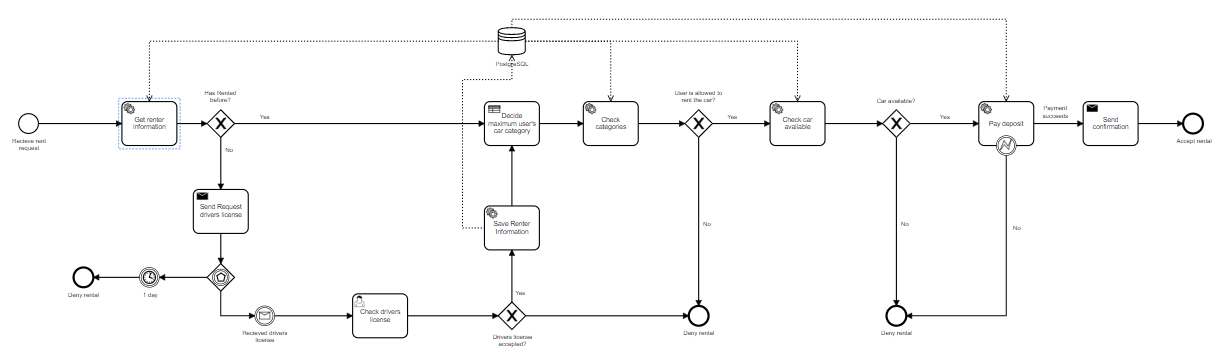 PostgreSQL
Has Rented
before?
User is allowed to
rent the car?
Car available?
Get renter
information
Yes
Decide
maximum user's
car category
Check
categories
Yes
Check car
available
Yes
Pay deposit
Payment
succeeds
Send
confirmation
Recieve rent
request
Accept rental
No
Send Request
drivers license
Save Renter
Information
No
No
No
Deny rental
1 day
Yes
Check drivers
license
Recieved drivers
license
Drivers license
accepted?
Deny rental
Deny rental